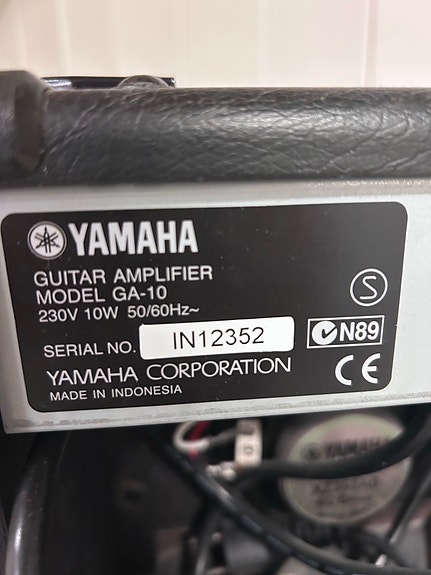 YAMAHA
GUITAR AMPLIFIER
MODEL GA-10
230V 10W 50/60Hz~
S
SERIAL NO. IN12352
N89
YAMAHA CORPORATION
CE
MADE IN INDONESIA
YAMAHA